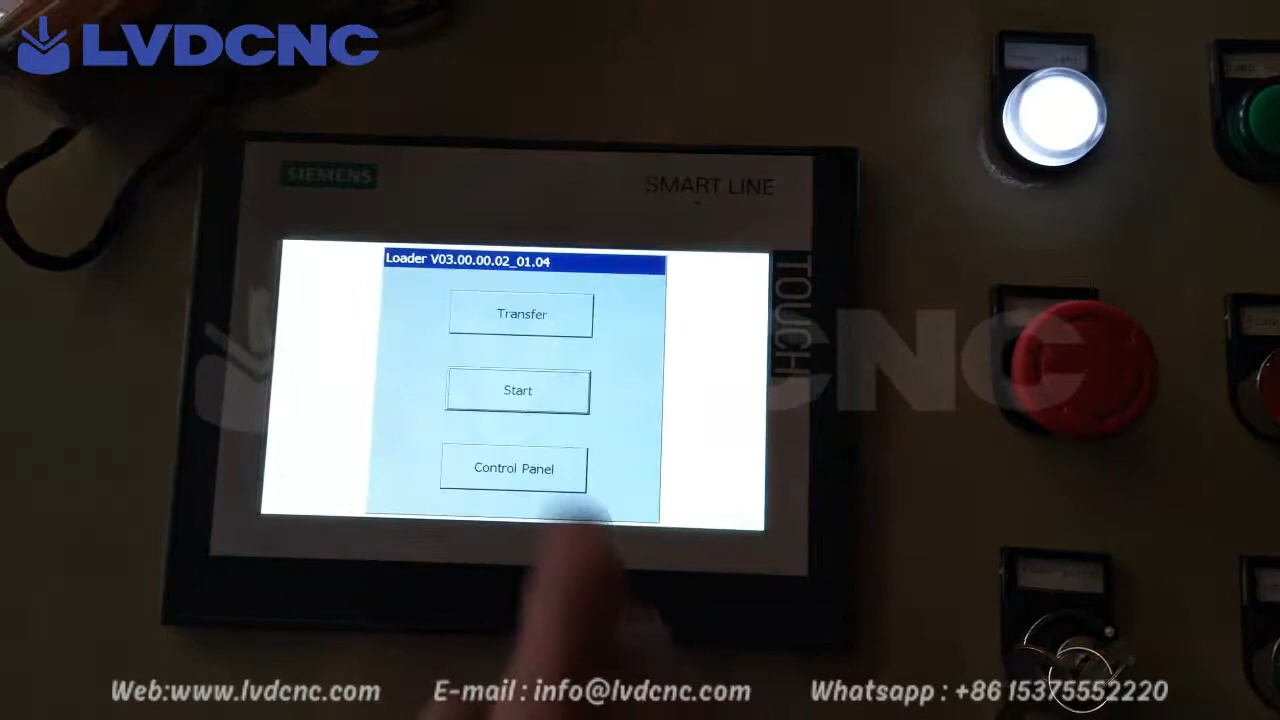 LVDCNC
SIEMENS
SMART LINE
TOUCH
Loader V03.00.00.02_01.04
Transfer
Start
Control Panel
LVDCNC
Web:www.lvdcnc.com
E-mail : info@lvdcnc.com
Whatsapp : +86 15375552220